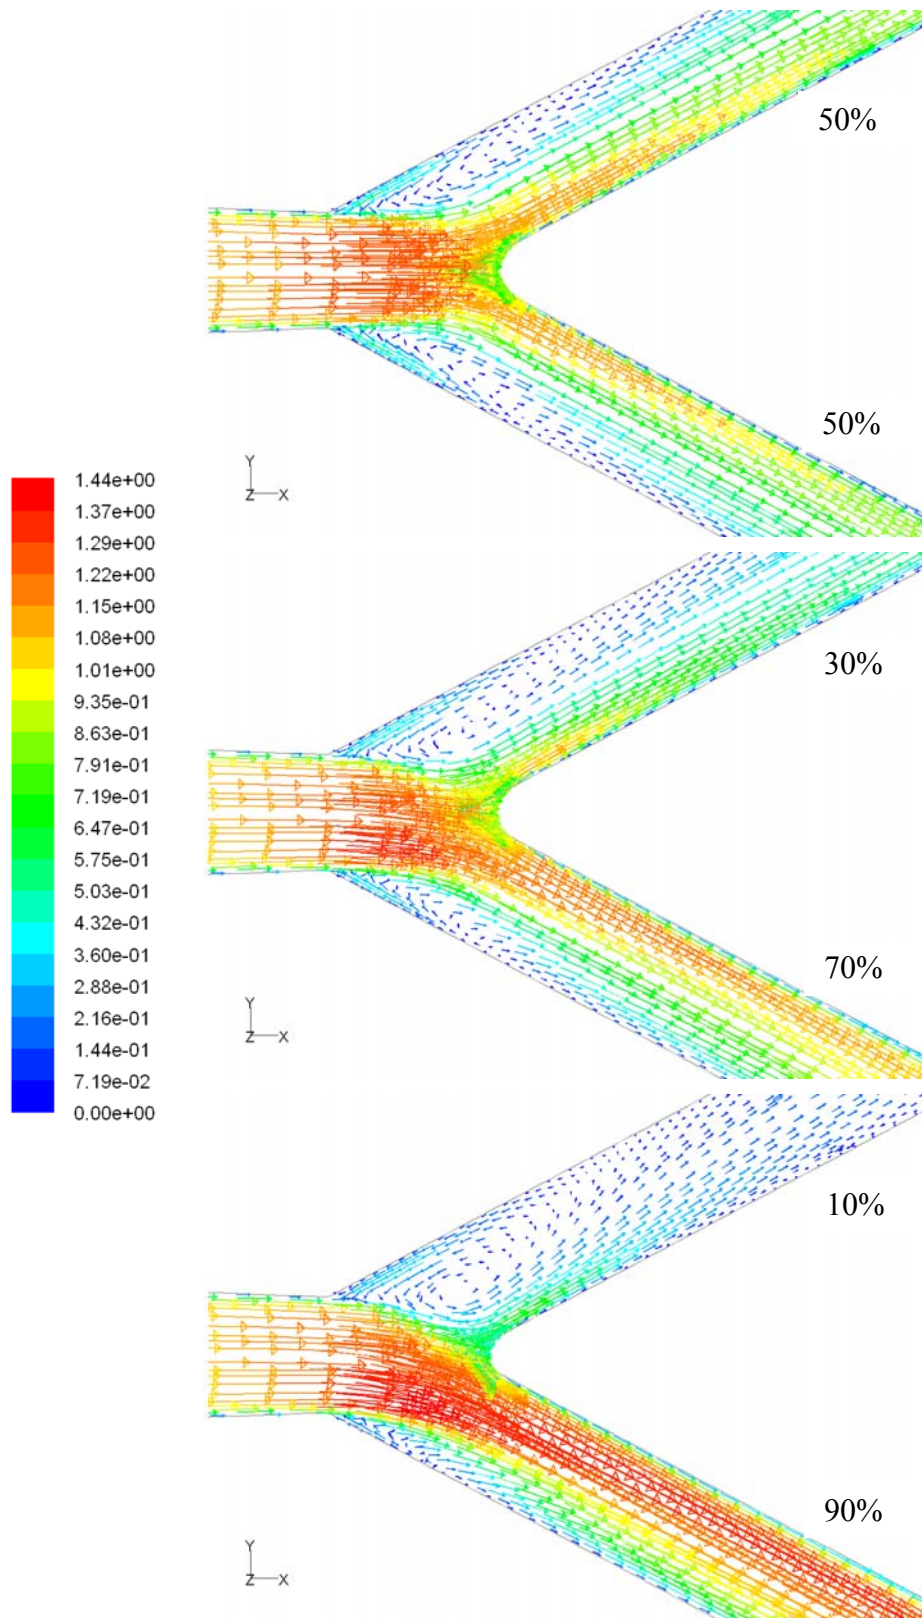 50%
50%
Y
Z X
1.44e+00
1.37e+00
1.29e+00
1.22e+00
1.15e+00
1.08e+00
1.01e+00
9.35e-01
8.63e-01
7.91e-01
7.19e-01
6.47e-01
5.75e-01
5.03e-01
4.32e-01
3.60e-01
2.88e-01
2.16e-01
1.44e-01
7.19e-02
0.00e+00
30%
70%
Y
Z X
10%
90%
Y
Z X